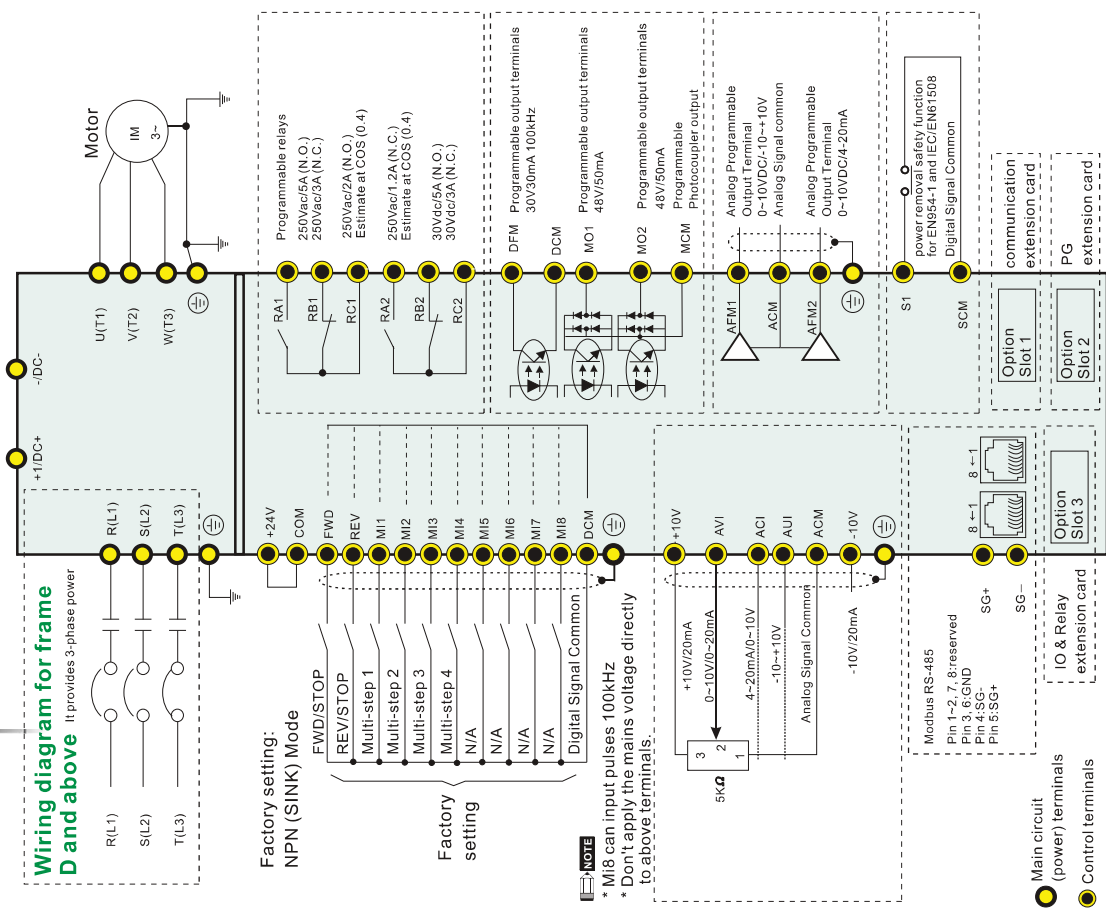 Wiring diagram for frame
D and above It provides 3-phase power
R(L1)
S(L2)
T(L3)
R(L1)
S(L2)
T(L3)
+1/DC+
-/DC-
U(T1)
V(T2)
W(T3)
Motor
IM
3~
Factory setting:
NPN (SINK) Mode
+24V
COM
FWD
REV
MI1
MI2
MI3
MI4
MI5
MI6
MI7
MI8
DCM
FWD/STOP
REV/STOP
Multi-step 1
Multi-step 2
Multi-step 3
Multi-step 4
N/A
N/A
N/A
N/A
Digital Signal Common
Factory
setting
NOTE
* Mi8 can input pulses 100kHz
* Don't apply the mains voltage directly
to above terminals.
RA1
RB1
RC1
RA2
RB2
RC2
Programmable relays
250Vac/5A (N.O.)
250Vac/3A (N.C.)
250Vac/2A (N.O.)
Estimate at COS (0.4)
250Vac/1.2A (N.C.)
Estimate at COS (0.4)
30Vdc/5A (N.O.)
30Vdc/3A (N.C.)
DFM
DCM
MO1
MO2
MCM
Programmable output terminals
30V30mA 100kHz
Programmable output terminals
48V/50mA
Programmable output terminals
48V/50mA
Programmable
Photocoupler output
+10V
AVI
ACI
AUI
ACM
-10V
+10V/20mA
0~10V/0~20mA
4~20mA/0~10V
-10~+10V
Analog Signal Common
-10V/20mA
3
2
1
5KΩ
AFM1
ACM
AFM2
Analog Programmable
Output Terminal
0~10VDC/-10~+10V
Analog Signal common
Analog Programmable
Output Terminal
0~10VDC/4-20mA
S1
SCM
power removal safety function
for EN954-1 and IEC/EN61508
Digital Signal Common
Modbus RS-485
Pin 1~2, 7, 8:reserved
Pin 3, 6:GND
Pin 4:SG-
Pin 5:SG+
SG+
SG–
8←1
8←1
Option
Slot 1
communication
extension card
Option
Slot 2
PG
extension card
Option
Slot 3
IO & Relay
extension card
Main circuit
(power) terminals
Control terminals